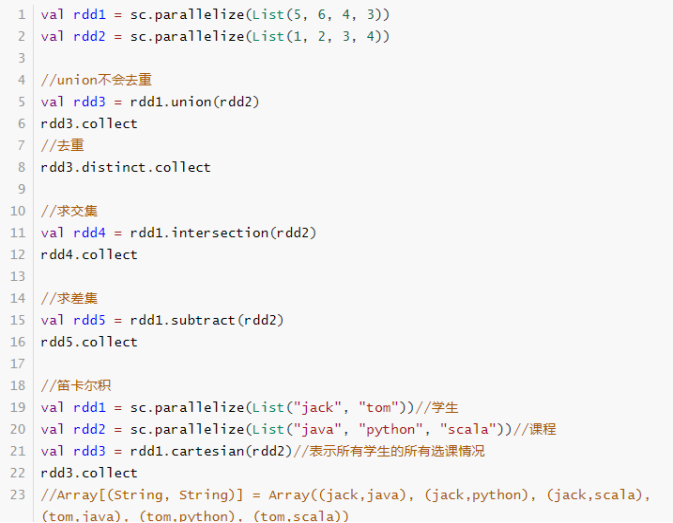 1 val rdd1 = sc.parallelize(List(5, 6, 4, 3))
2 val rdd2 = sc.parallelize(List(1, 2, 3, 4))
3
4 //union不会去重
5 val rdd3 = rdd1.union(rdd2)
6 rdd3.collect
7 //去重
8 rdd3.distinct.collect
9
10 //求交集
11 val rdd4 = rdd1.intersection(rdd2)
12 rdd4.collect
13
14 //求差集
15 val rdd5 = rdd1.subtract(rdd2)
16 rdd5.collect
17
18 //笛卡尔积
19 val rdd1 = sc.parallelize(List("jack", "tom"))//学生
20 val rdd2 = sc.parallelize(List("java", "python", "scala"))//课程
21 val rdd3 = rdd1.cartesian(rdd2)//表示所有学生的所有选课情况
22 rdd3.collect
23 //Array[(String, String)] = Array((jack,java), (jack,python), (jack,scala),
(tom,java), (tom,python), (tom,scala))